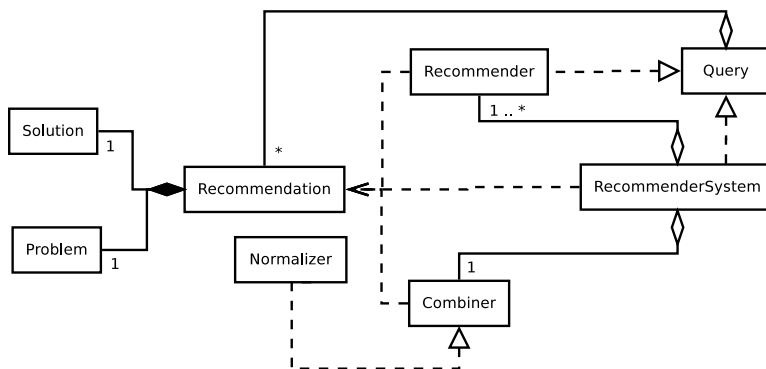 Recommender
Query
Solution
1 .. *
1
*
Recommendation
RecommenderSystem
Problem
1
Normalizer
1
Combiner